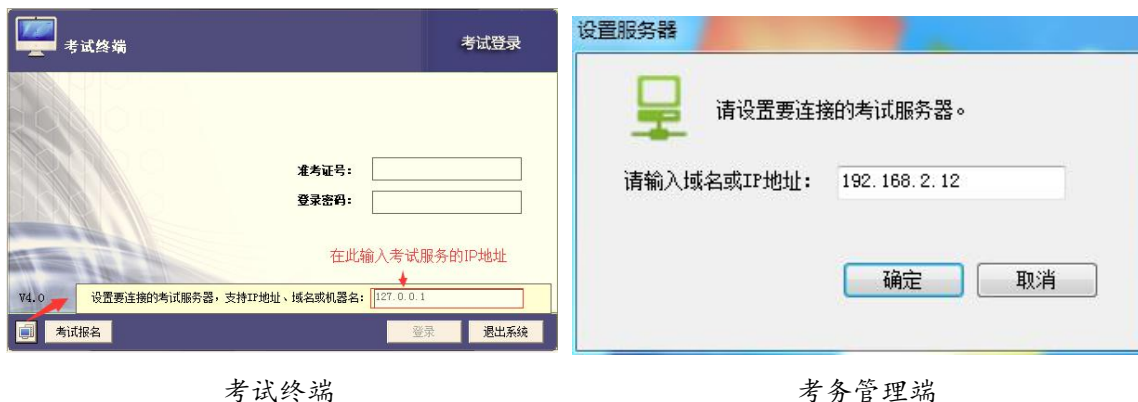 考试终端
考试登录
准考证号：
登录密码：
在此输入考试服务的IP地址
V4.0
设置要连接的考试服务器，支持IP地址、域名或机器名：
127.0.0.1
考试报名
登录
退出系统
设置服务器
请设置要连接的考试服务器。
请输入域名或IP地址：
192.168.2.12
确定
取消
考试终端
考务管理端